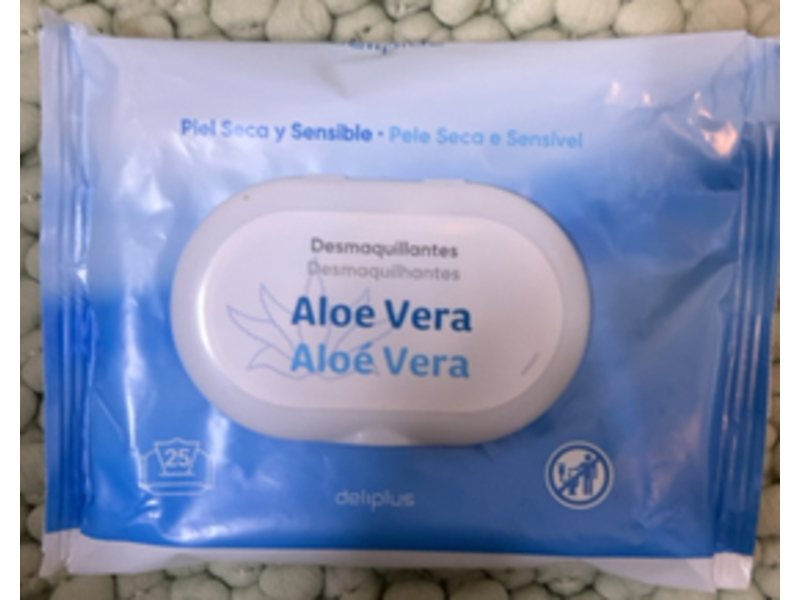 Piel Seca y Sensible • Pele Seca e Sensível
Desmaquillantes
Desmaquilhantes
Aloe Vera
Aloé Vera
25
deliplus